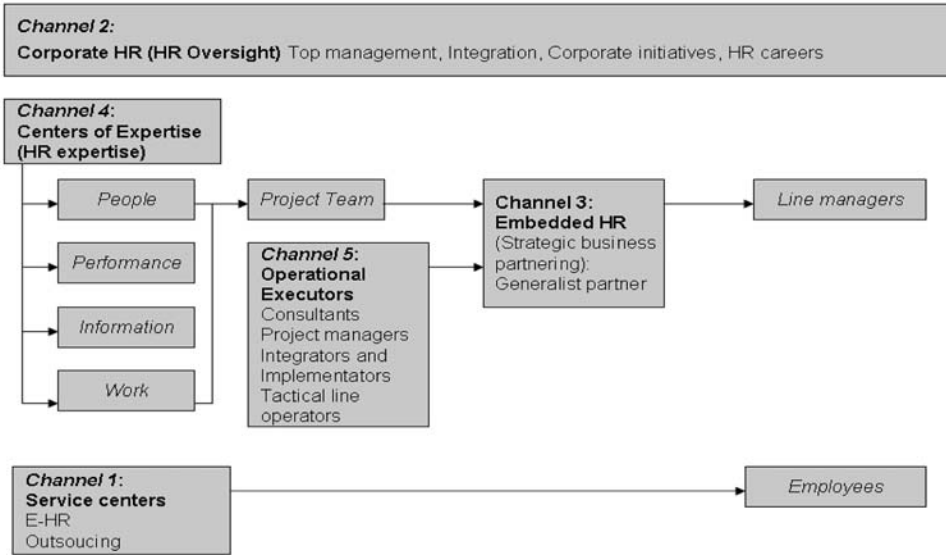 Channel 2:
Corporate HR (HR Oversight) Top management, Integration, Corporate initiatives, HR careers
Channel 4:
Centers of Expertise
(HR expertise)
People
Performance
Information
Work
Project Team
Channel 5:
Operational
Executors
Consultants
Project managers
Integrators and
Implementators
Tactical line
operators
Channel 3:
Embedded HR
(Strategic business
partnering):
Generalist partner
Line managers
Channel 1:
Service centers
E-HR
Outsoucing
Employees